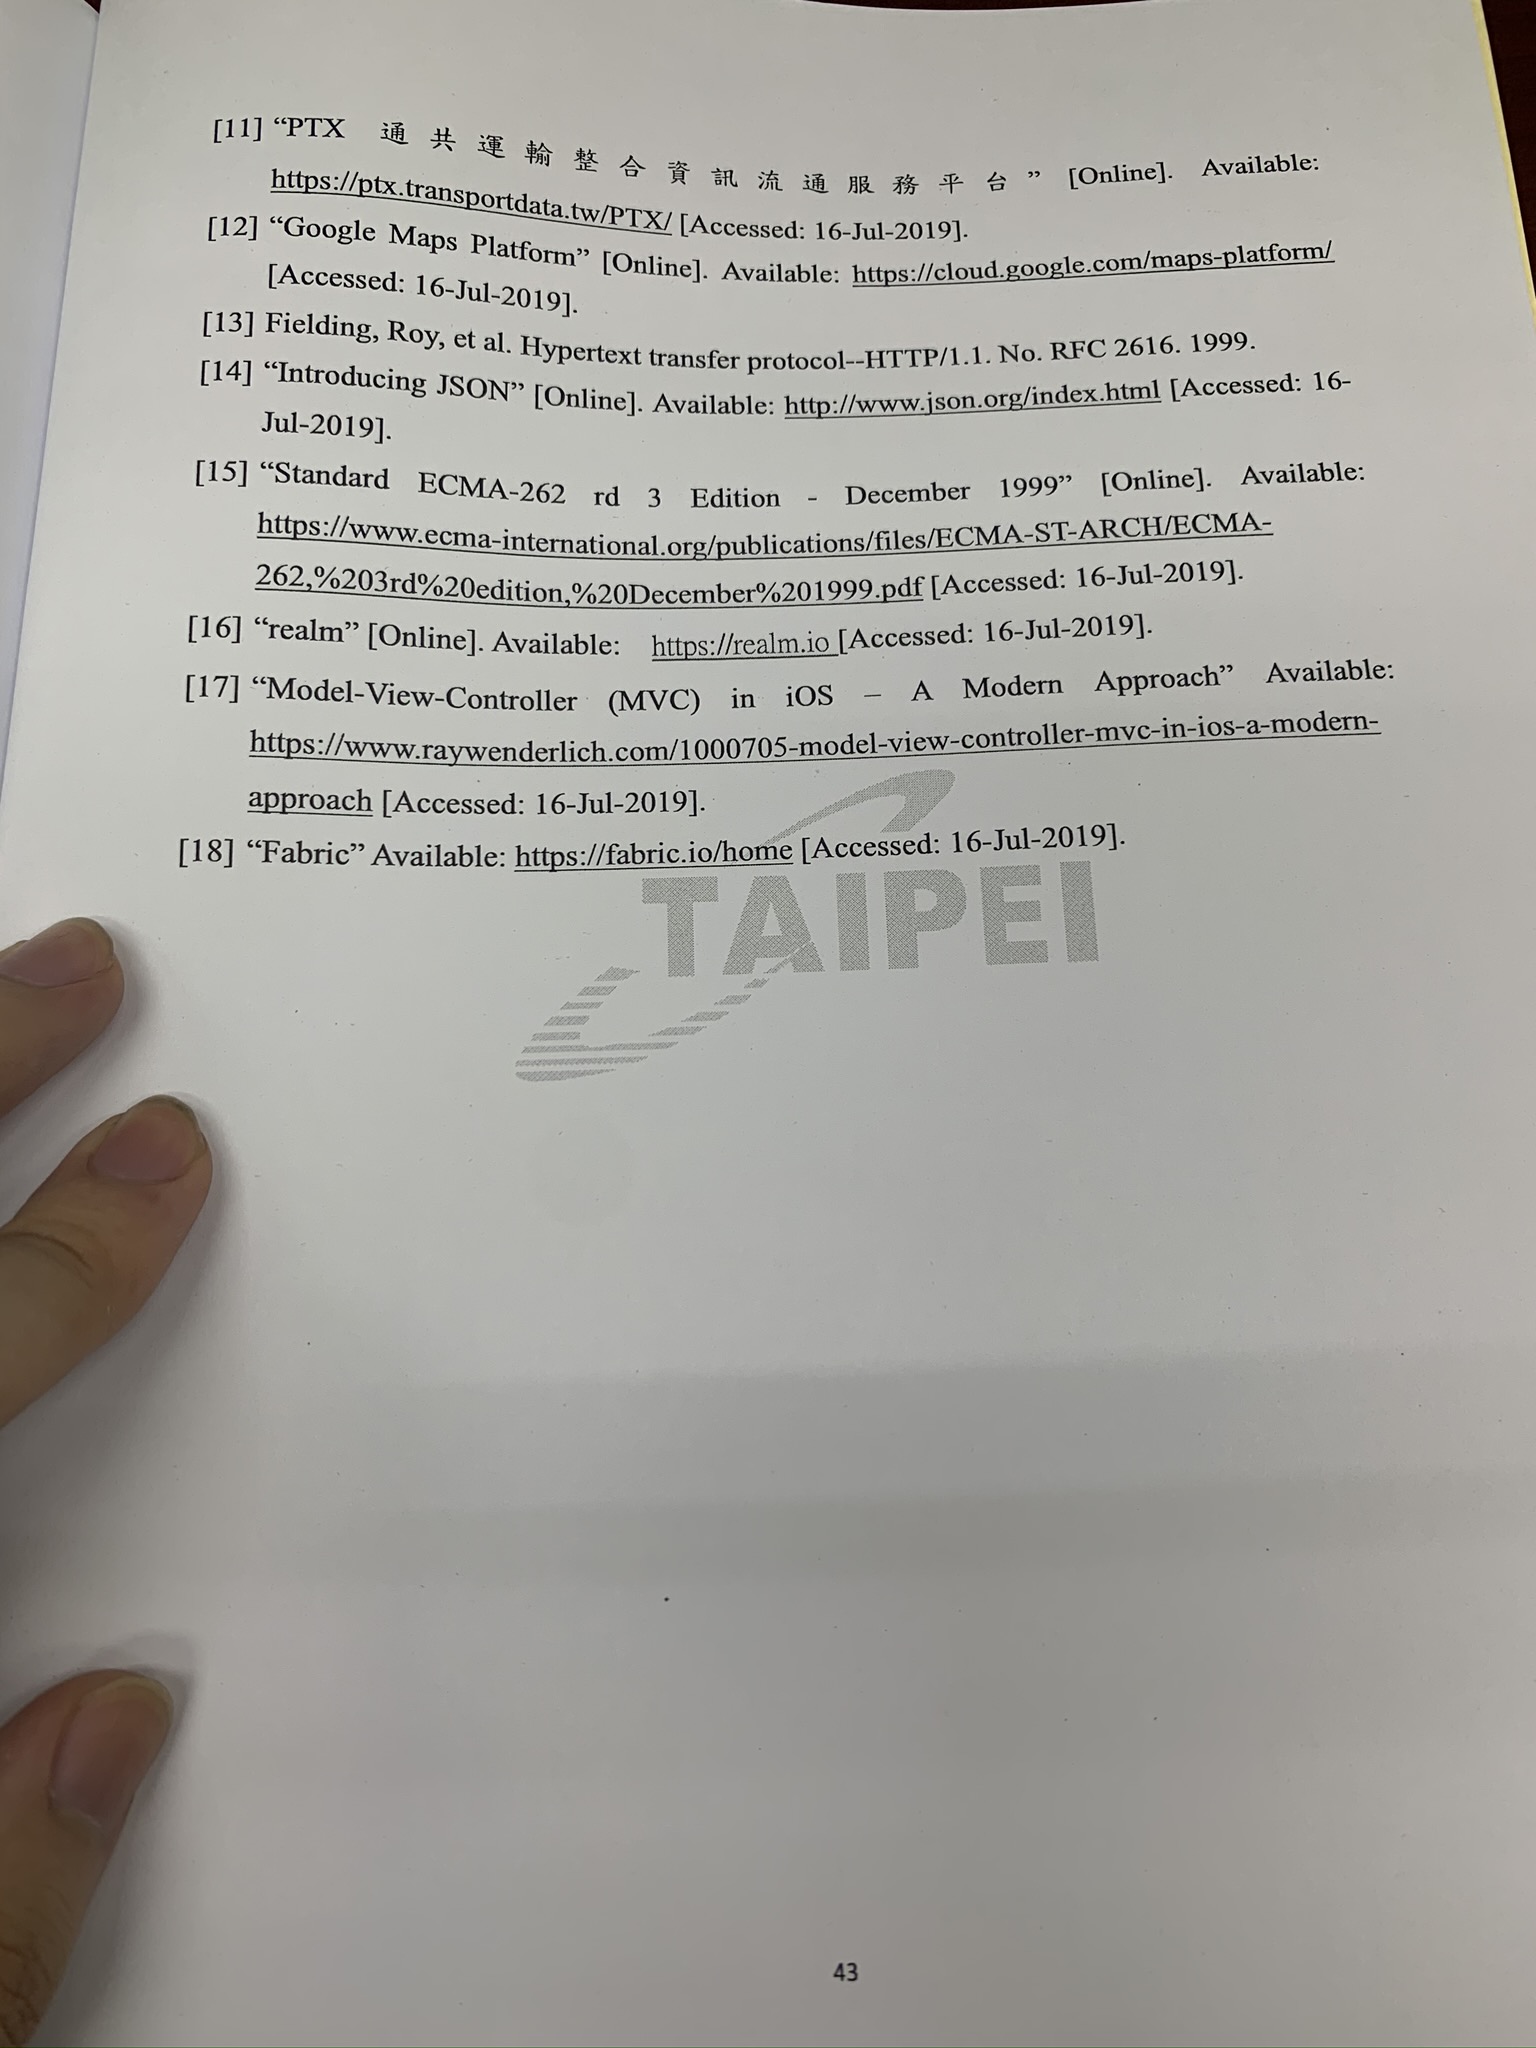 [11] “PTX 通共運輸整合資訊流通服務平台” [Online]. Available:
https://ptx.transportdata.tw/PTX/ [Accessed: 16-Jul-2019].
[12] “Google Maps Platform” [Online]. Available: https://cloud.google.com/maps-platform/
[Accessed: 16-Jul-2019].
[13] Fielding, Roy, et al. Hypertext transfer protocol--HTTP/1.1. No. RFC 2616. 1999.
[14] “Introducing JSON” [Online]. Available: http://www.json.org/index.html [Accessed: 16-
Jul-2019].
[15] “Standard ECMA-262 rd 3 Edition - December 1999” [Online]. Available:
https://www.ecma-international.org/publications/files/ECMA-ST-ARCH/ECMA-
262,%203rd%20edition,%20December%201999.pdf [Accessed: 16-Jul-2019].
[16] “realm” [Online]. Available: https://realm.io [Accessed: 16-Jul-2019].
[17] “Model-View-Controller (MVC) in iOS – A Modern Approach” Available:
https://www.raywenderlich.com/1000705-model-view-controller-mvc-in-ios-a-modern-
approach [Accessed: 16-Jul-2019].
[18] “Fabric” Available: https://fabric.io/home [Accessed: 16-Jul-2019].
TAIPEI
43